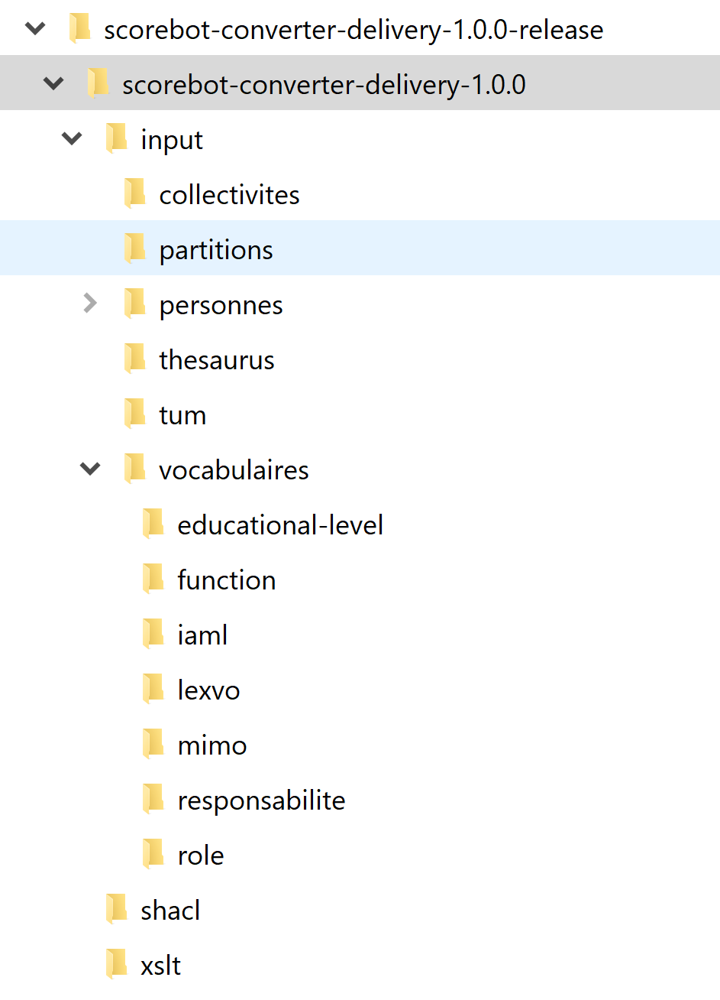 scorebot-converter-delivery-1.0.0-release
scorebot-converter-delivery-1.0.0
input
collectivites
partitions
personnes
thesaurus
tum
vocabulaires
educational-level
function
iaml
lexvo
mimo
responsabilite
role
shacl
xslt